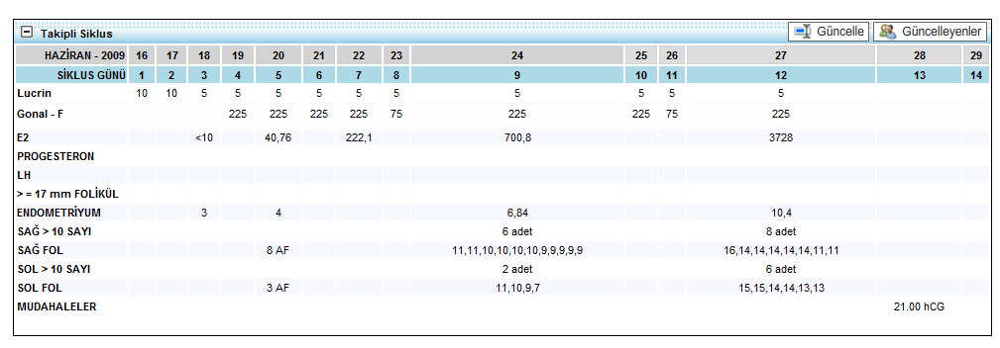 Takipli Siklus Güncelle Güncelleyenler
HAZİRAN - 2009 16 17 18 19 20 21 22 23 24 25 26 27 28 29
SİKLUS GÜNÜ 1 2 3 4 5 6 7 8 9 10 11 12 13 14
Lucrin 10 10 5 5 5 5 5 5 5 5 5 5
Gonal - F 225 225 225 225 75 225 225 75 225
E2 <10 40,76 222,1 700,8 3728
PROGESTERON
LH
> = 17 mm FOLİKÜL
ENDOMETRİYUM 3 4 6,84 10,4
SAĞ > 10 SAYI 6 adet 8 adet
SAĞ FOL 8 AF 11,11,10,10,10,10,9,9,9,9,9 16,14,14,14,14,14,11,11
SOL > 10 SAYI 2 adet 6 adet
SOL FOL 3 AF 11,10,9,7 15,15,14,14,13,13
MUDAHALELER 21.00 hCG